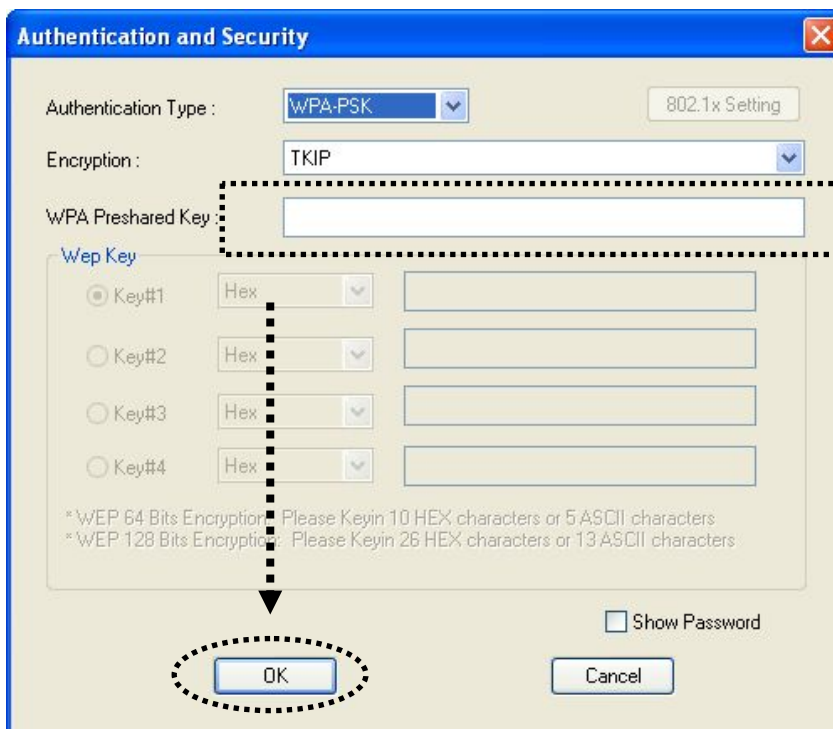 Authentication and Security
Authentication Type :
WPA-PSK
802.1x Setting
Encryption :
TKIP
WPA Preshared Key :
Wep Key
Key#1
Hex
Key#2
Hex
Key#3
Hex
Key#4
Hex
* WEP 64 Bits Encryption: Please Keyin 10 HEX characters or 5 ASCII characters
* WEP 128 Bits Encryption: Please Keyin 26 HEX characters or 13 ASCII characters
Show Password
OK
Cancel